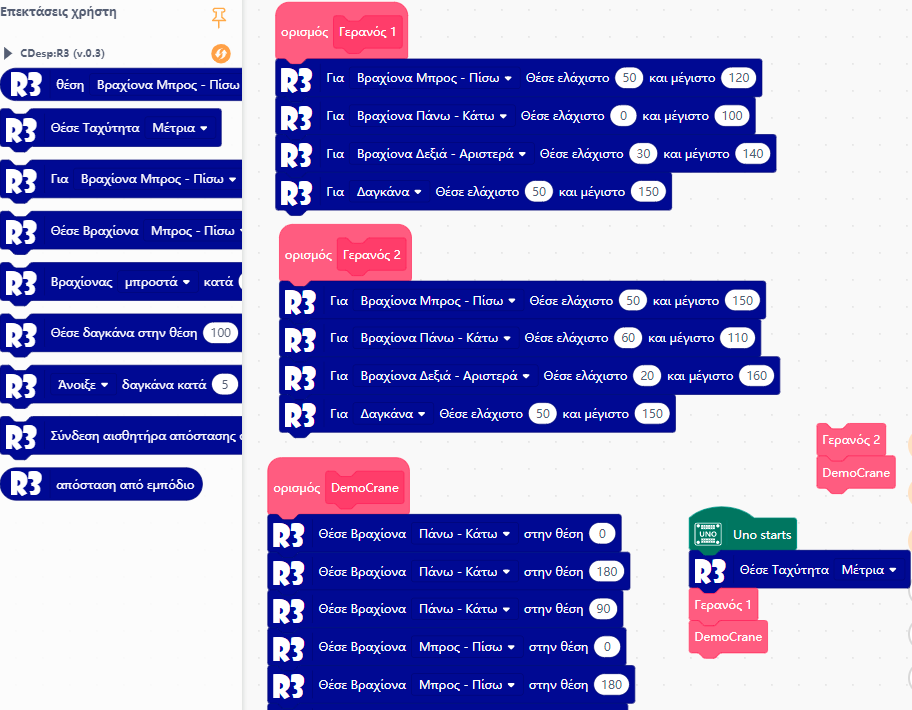 Επεκτάσεις χρήστη
CDesp:R3 (v.0.3)
R3 θέση Βραχίονα Μπρος - Πίσω
R3 Θέσε Ταχύτητα Μέτρια
R3 Για Βραχίονα Μπρος - Πίσω
R3 Θέσε Βραχίονα Μπρος - Πίσω
R3 Βραχίονας μπροστά κατά
R3 Θέσε δαγκάνα στην θέση 100
R3 Άνοιξε δαγκάνα κατά 5
R3 Σύνδεση αισθητήρα απόστασης
R3 απόσταση από εμπόδιο
ορισμός Γερανός 1
R3 Για Βραχίονα Μπρος - Πίσω Θέσε ελάχιστο 50 και μέγιστο 120
R3 Για Βραχίονα Πάνω - Κάτω Θέσε ελάχιστο 0 και μέγιστο 100
R3 Για Βραχίονα Δεξιά - Αριστερά Θέσε ελάχιστο 30 και μέγιστο 140
R3 Για Δαγκάνα Θέσε ελάχιστο 50 και μέγιστο 150
ορισμός Γερανός 2
R3 Για Βραχίονα Μπρος - Πίσω Θέσε ελάχιστο 50 και μέγιστο 150
R3 Για Βραχίονα Πάνω - Κάτω Θέσε ελάχιστο 60 και μέγιστο 110
R3 Για Βραχίονα Δεξιά - Αριστερά Θέσε ελάχιστο 20 και μέγιστο 160
R3 Για Δαγκάνα Θέσε ελάχιστο 50 και μέγιστο 150
ορισμός DemoCrane
R3 Θέσε Βραχίονα Πάνω - Κάτω στην θέση 0
R3 Θέσε Βραχίονα Πάνω - Κάτω στην θέση 180
R3 Θέσε Βραχίονα Πάνω - Κάτω στην θέση 90
R3 Θέσε Βραχίονα Μπρος - Πίσω στην θέση 0
R3 Θέσε Βραχίονα Μπρος - Πίσω στην θέση 180
Γερανός 2
DemoCrane
UNO Uno starts
R3 Θέσε Ταχύτητα Μέτρια
Γερανός 1
DemoCrane